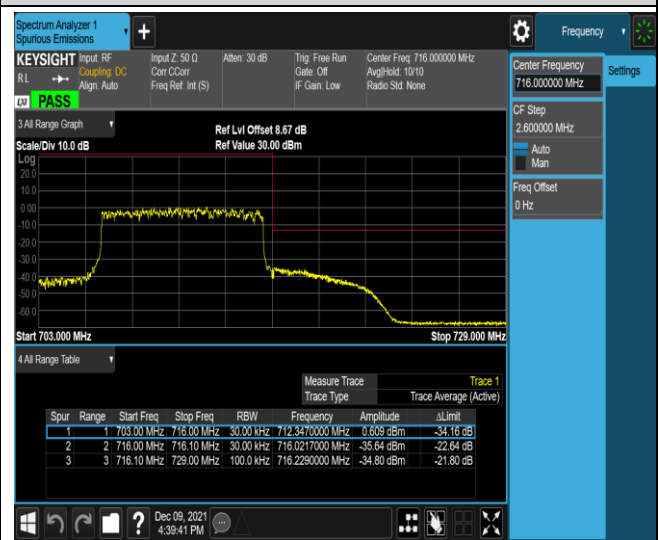 Spectrum Analyzer 1
Spurious Emissions
Frequency
KEYSIGHT
Input: RF
Input Z: 50 Ω
Atten: 30 dB
Trig: Free Run
Center Freq: 716.000000 MHz
RL
Coupling: DC
Corr CCorr
Gate: Off
Avg|Hold: 10/10
Align: Auto
Freq Ref: Int (S)
IF Gain: Low
Radio Std: None
LXI PASS
Center Frequency
716.000000 MHz
Settings
CF Step
2.600000 MHz
Auto
Man
Freq Offset
0 Hz
3 All Range Graph
Ref Lvl Offset 8.67 dB
Scale/Div 10.0 dB
Ref Value 30.00 dBm
Log
20.0
10.0
0.00
-10.0
-20.0
-30.0
-40.0
-50.0
-60.0
Start 703.000 MHz
Stop 729.000 MHz
4 All Range Table
Measure Trace Trace 1
Trace Type Trace Average (Active)
Spur Range Start Freq Stop Freq RBW Frequency Amplitude ΔLimit
1 1 703.00 MHz 716.00 MHz 30.00 kHz 712.3470000 MHz 0.609 dBm -34.16 dB
2 2 716.00 MHz 716.10 MHz 30.00 kHz 716.0217000 MHz -35.64 dBm -22.64 dB
3 3 716.10 MHz 729.00 MHz 100.0 kHz 716.2290000 MHz -34.80 dBm -21.80 dB
Dec 09, 2021
4:39:41 PM